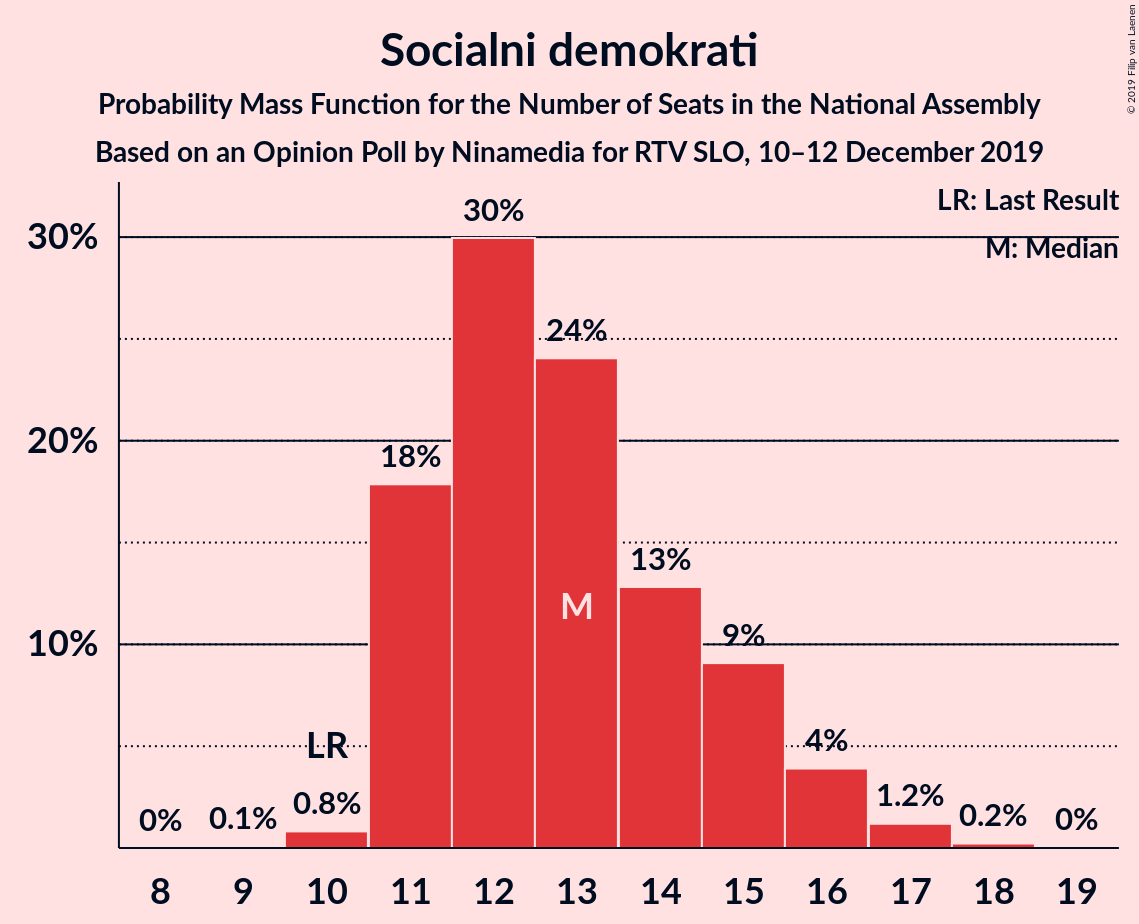 Socialni demokrati
Probability Mass Function for the Number of Seats in the National Assembly
Based on an Opinion Poll by Ninamedia for RTV SLO, 10–12 December 2019
© 2019 Filip van Laenen
LR: Last Result
M: Median
30%
20%
10%
0%
0.1%
0.8%
LR
18%
30%
24%
M
13%
9%
4%
1.2%
0.2%
0%
8 9 10 11 12 13 14 15 16 17 18 19